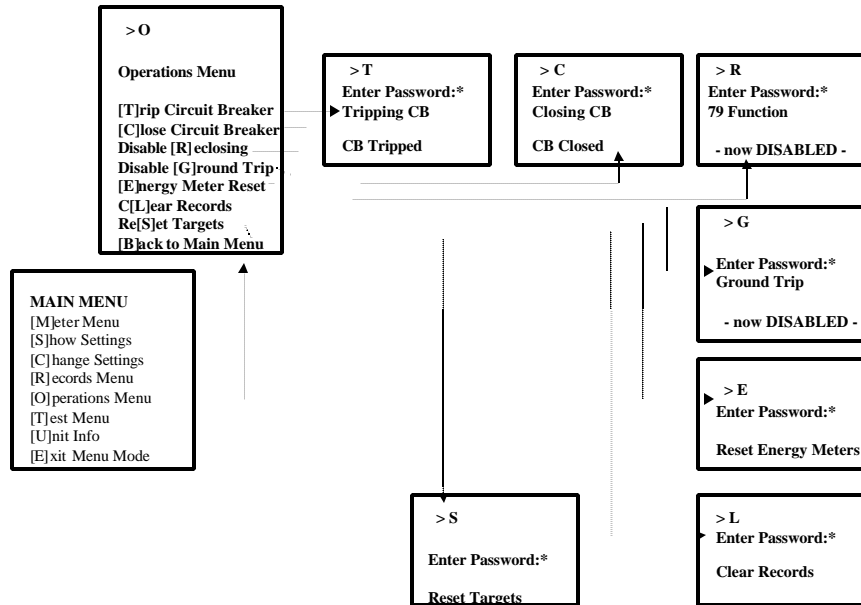 > O
Operations Menu
[T]rip Circuit Breaker
[C]lose Circuit Breaker
Disable [R]eclosing
Disable [G]round Trip
[E]nergy Meter Reset
C[L]ear Records
Re[S]et Targets
[B]ack to Main Menu
> T
Enter Password:*
Tripping CB
CB Tripped
> C
Enter Password:*
Closing CB
CB Closed
> R
Enter Password:*
79 Function
- now DISABLED -
> G
Enter Password:*
Ground Trip
- now DISABLED -
MAIN MENU
[M]eter Menu
[S]how Settings
[C]hange Settings
[R]ecords Menu
[O]perations Menu
[T]est Menu
[U]nit Info
[E]xit Menu Mode
> E
Enter Password:*
Reset Energy Meters
> S
Enter Password:*
Reset Targets
> L
Enter Password:*
Clear Records